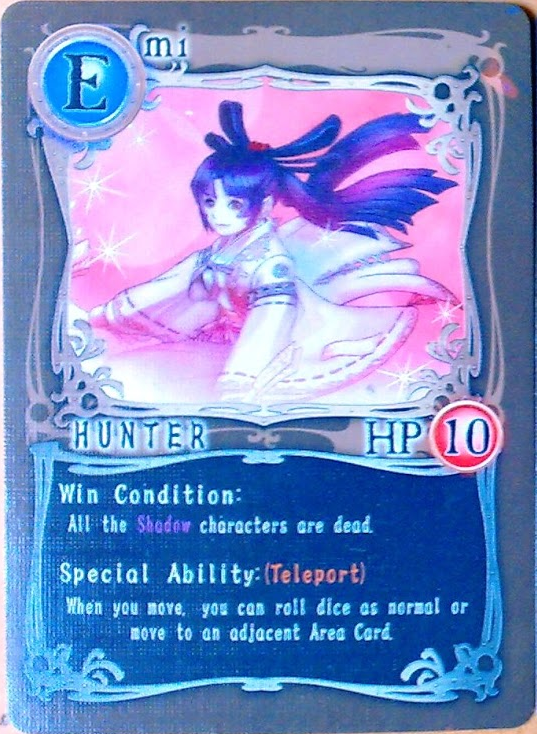 Emi
HUNTER HP 10
Win Condition:
All the Shadow characters are dead.
Special Ability:(Teleport)
When you move, you can roll dice as normal or
move to an adjacent Area Card.